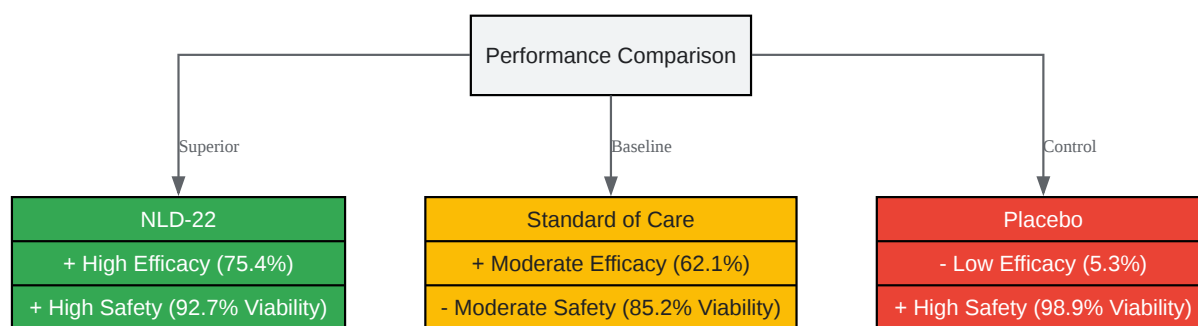 Performance Comparison
Superior
Baseline
Control
NLD-22
+ High Efficacy (75.4%)
+ High Safety (92.7% Viability)
Standard of Care
+ Moderate Efficacy (62.1%)
- Moderate Safety (85.2% Viability)
Placebo
- Low Efficacy (5.3%)
+ High Safety (98.9% Viability)